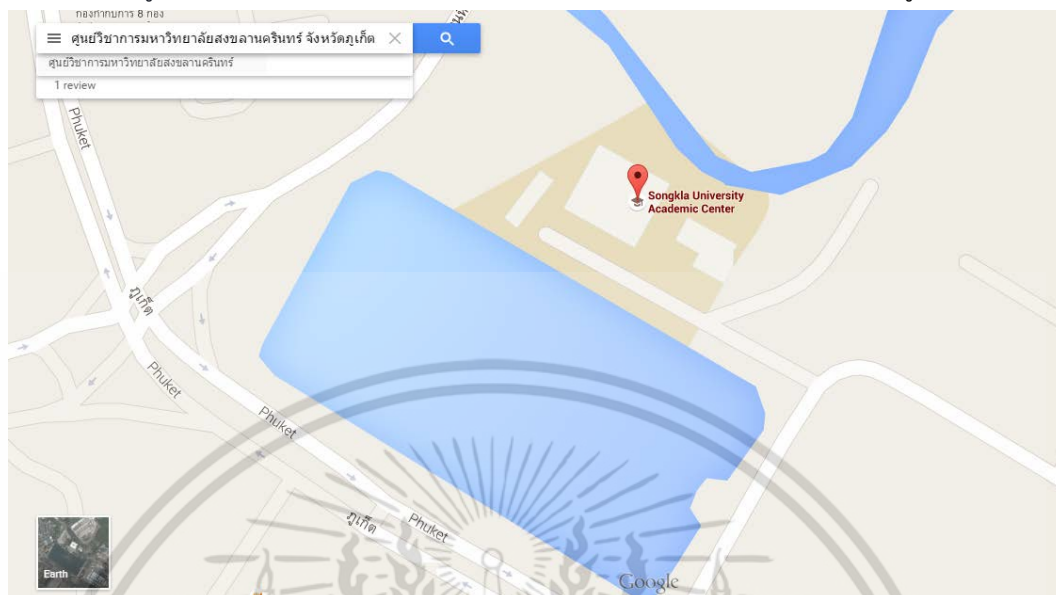 กองกำกับการ 8 กอง
ศูนย์วิชาการมหาวิทยาลัยสงขลานครินทร์ จังหวัดภูเก็ต
ศูนย์วิชาการมหาวิทยาลัยสงขลานครินทร์
1 review
Phuket
Songkla University
Academic Center
ภูเก็ต
Phuket
Phuket
ภูเก็ต
Phuket
Earth
Google